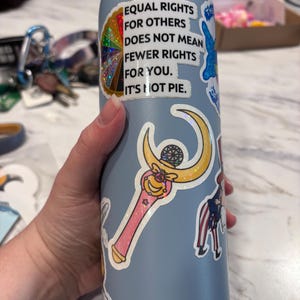 EQUAL RIGHTS
FOR OTHERS
DOES NOT MEAN
FEWER RIGHTS
FOR YOU.
IT'S NOT PIE.